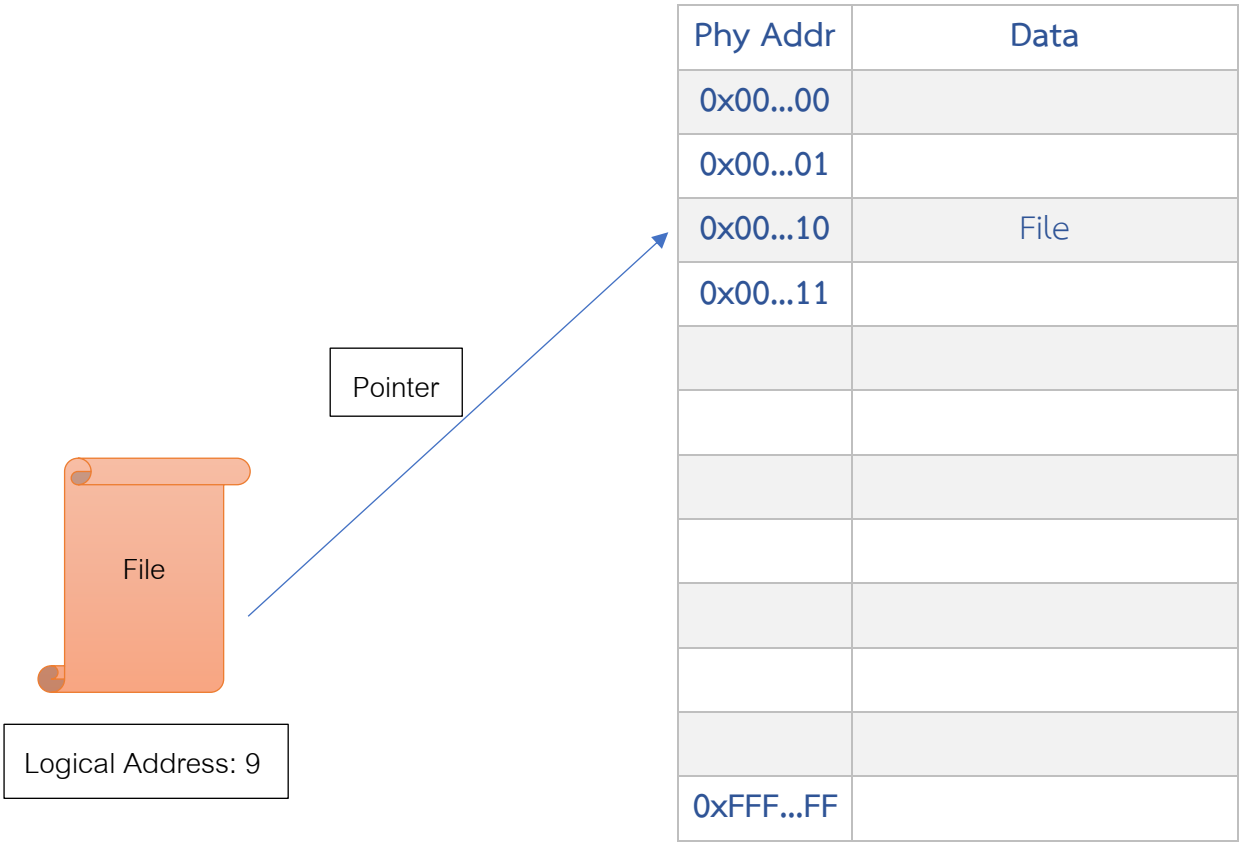 Phy Addr Data
0x00...00
0x00...01
0x00...10 File
0x00...11
Pointer
File
Logical Address: 9
0xFFF...FF